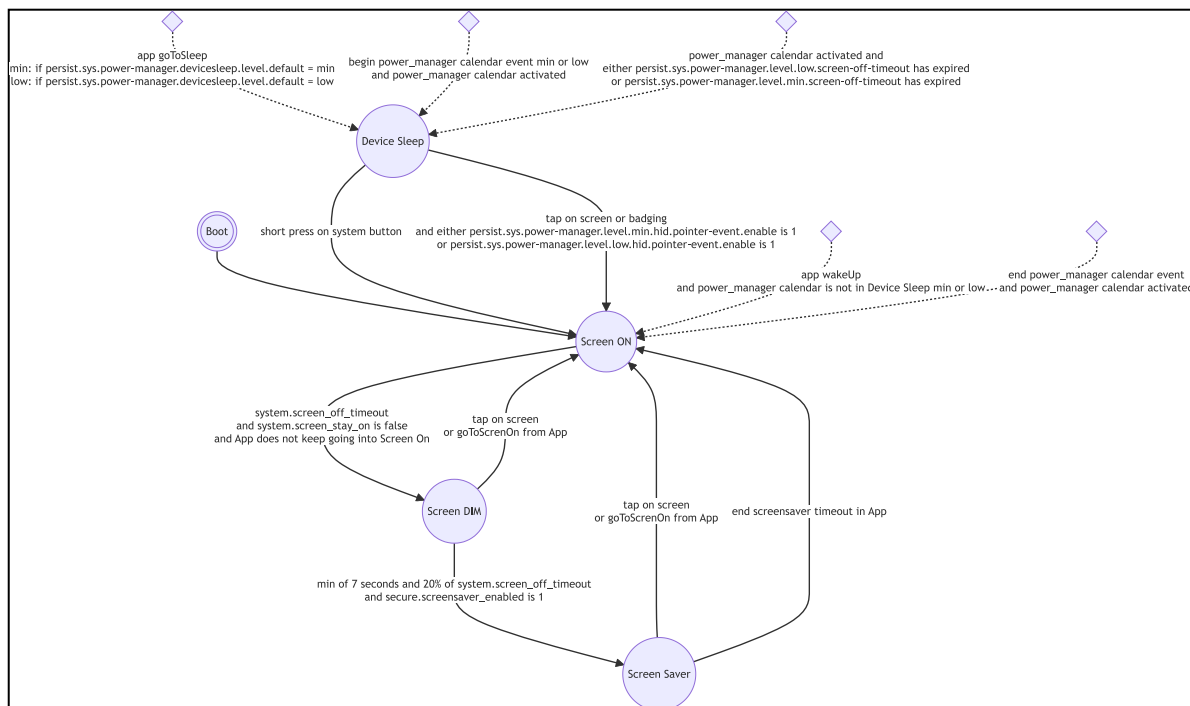 app goToSleep
min: if persist.sys.power-manager.devicesleep.level.default = min
low: if persist.sys.power-manager.devicesleep.level.default = low
begin power_manager calendar event min or low
and power_manager calendar activated
power_manager calendar activated and
either persist.sys.power-manager.level.low.screen-off-timeout has expired
or persist.sys.power-manager.level.min.screen-off-timeout has expired
Device Sleep
Boot
short press on system button
tap on screen or badging
and either persist.sys.power-manager.level.min.hid.pointer-event.enable is 1
or persist.sys.power-manager.level.low.hid.pointer-event.enable is 1
app wakeUp
and power_manager calendar is not in Device Sleep min or low
end power_manager calendar event
and power_manager calendar activated
Screen ON
system.screen_off_timeout
and system.screen_stay_on is false
and App does not keep going into Screen On
tap on screen
or goToScrenOn from App
Screen DIM
tap on screen
or goToScrenOn from App
end screensaver timeout in App
min of 7 seconds and 20% of system.screen_off_timeout
and secure.screensaver_enabled is 1
Screen Saver